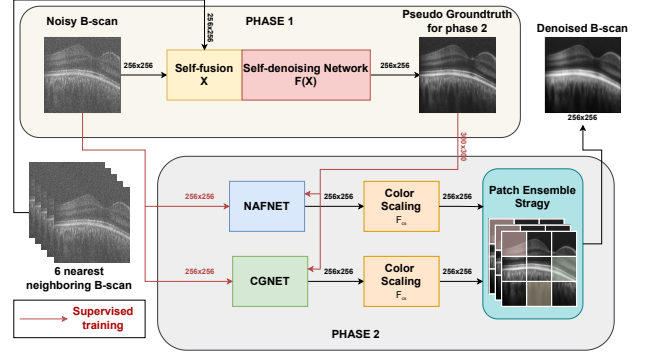 Noisy B-scan
256x256
PHASE 1
Pseudo Groundtruth
for phase 2
Denoised B-scan
256x256
Self-fusion
X
Self-denoising Network
F(X)
256x256
256x256
300x300
PHASE 2
256x256
NAFNET
256x256
Color
Scaling
F_cs
256x256
Patch Ensemble
Stragy
6 nearest
neighboring B-scan
256x256
CGNET
256x256
Color
Scaling
F_cs
256x256
Supervised
training